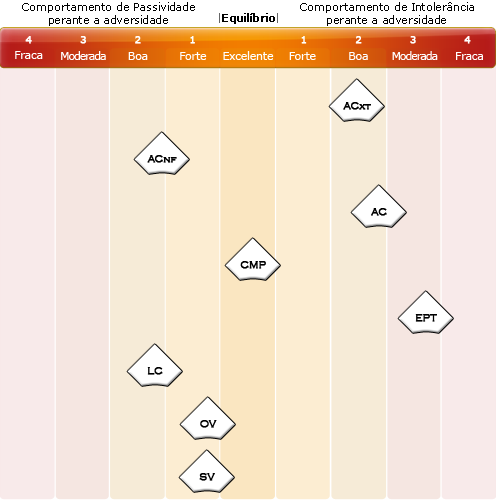 Comportamento de Passividade
perante a adversidade
|Equilíbrio|
Comportamento de Intolerância
perante a adversidade
4 3 2 1 1 2 3 4
Fraca Moderada Boa Forte Excelente Forte Boa Moderada Fraca
ACXT
ACNF
AC
CMP
EPT
LC
OV
SV